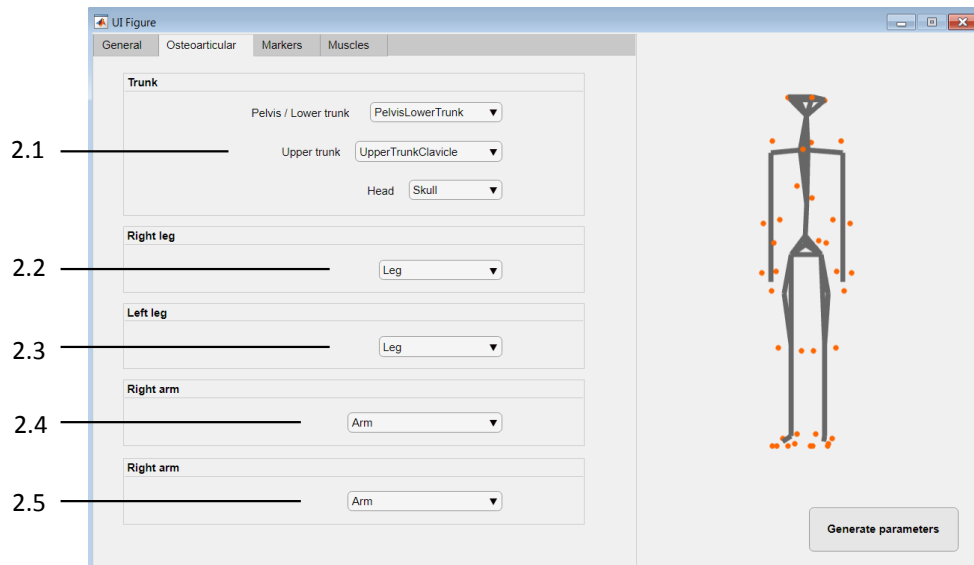 UI Figure
General Osteoarticular Markers Muscles
Trunk
Pelvis / Lower trunk PelvisLowerTrunk
2.1 Upper trunk UpperTrunkClavicle
Head Skull
Right leg
2.2 Leg
Left leg
2.3 Leg
Right arm
2.4 Arm
Right arm
2.5 Arm
Generate parameters